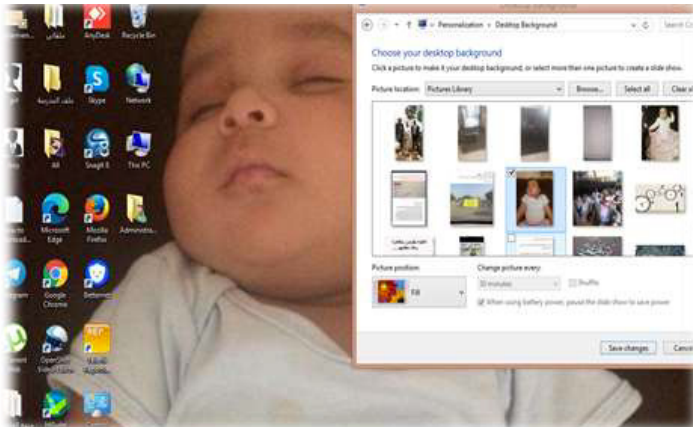 ملفاتي
AnyDesk
Recycle Bin
ملف المدرسة
Skype
Network
All
SnagIt 8
This PC
Microsoft
Edge
Mozilla
Firefox
Administra...
Google
Chrome
Betternet
Personalization
Desktop Background
Choose your desktop background
Click a picture to make it your desktop background, or select more than one picture to create a slide show.
Picture location:
Pictures Library
Browse...
Select all
Clear al
Picture position:
Fill
Change picture every:
30 minutes
Shuffle
When using battery power, pause the slide show to save power
Save changes
Cance